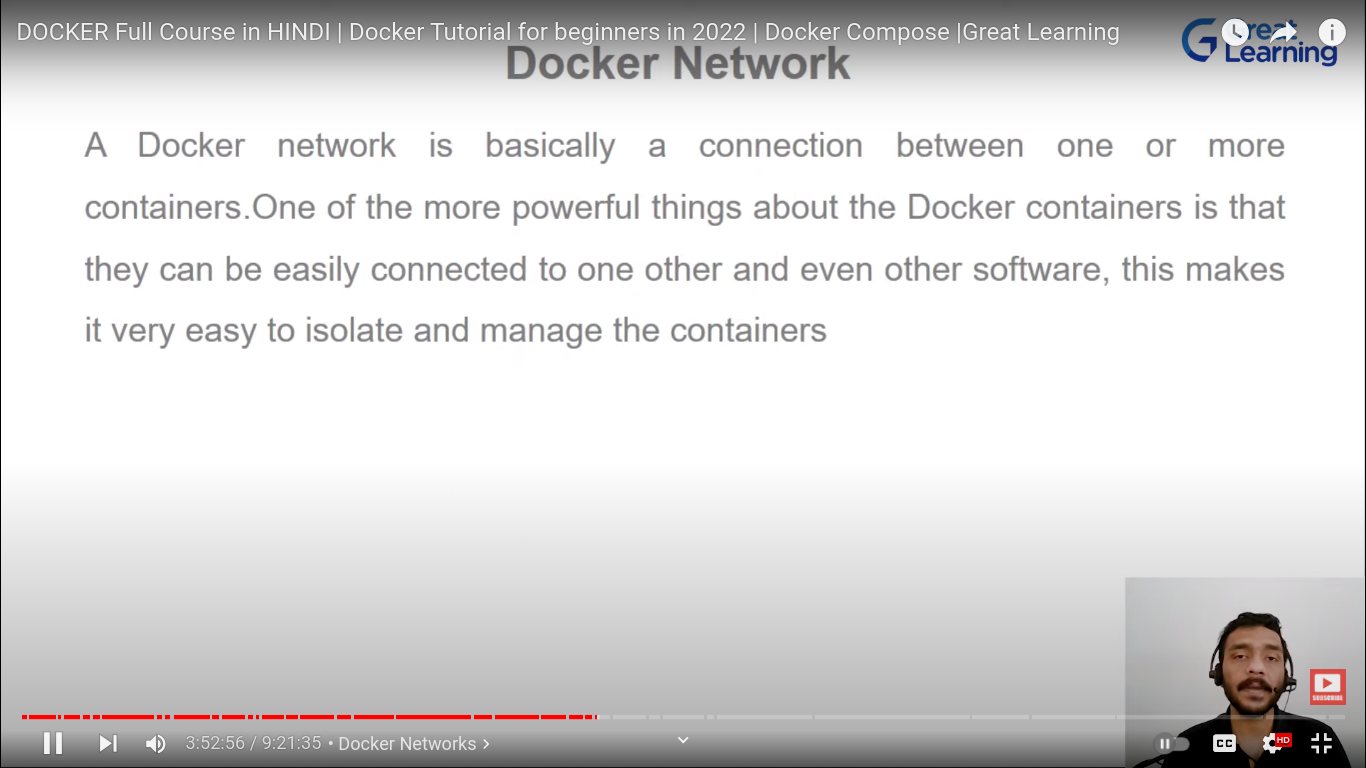 DOCKER Full Course in HINDI | Docker Tutorial for beginners in 2022 | Docker Compose |Great Learning
Great
Learning
Docker Network
A Docker network is basically a connection between one or more
containers.One of the more powerful things about the Docker containers is that
they can be easily connected to one other and even other software, this makes
it very easy to isolate and manage the containers
SUBSCRIBE
3:52:56 / 9:21:35 • Docker Networks
CC
HD